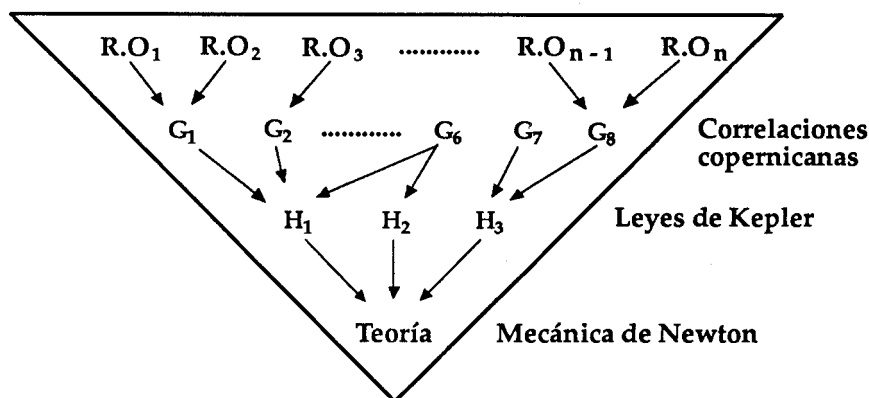 R.O₁ R.O₂ R.O₃ ............ R.Oₙ₋₁ R.Oₙ
G₁ G₂ ............ G₆ G₇ G₈ Correlaciones
copernicanas
H₁ H₂ H₃ Leyes de Kepler
Teoría Mecánica de Newton